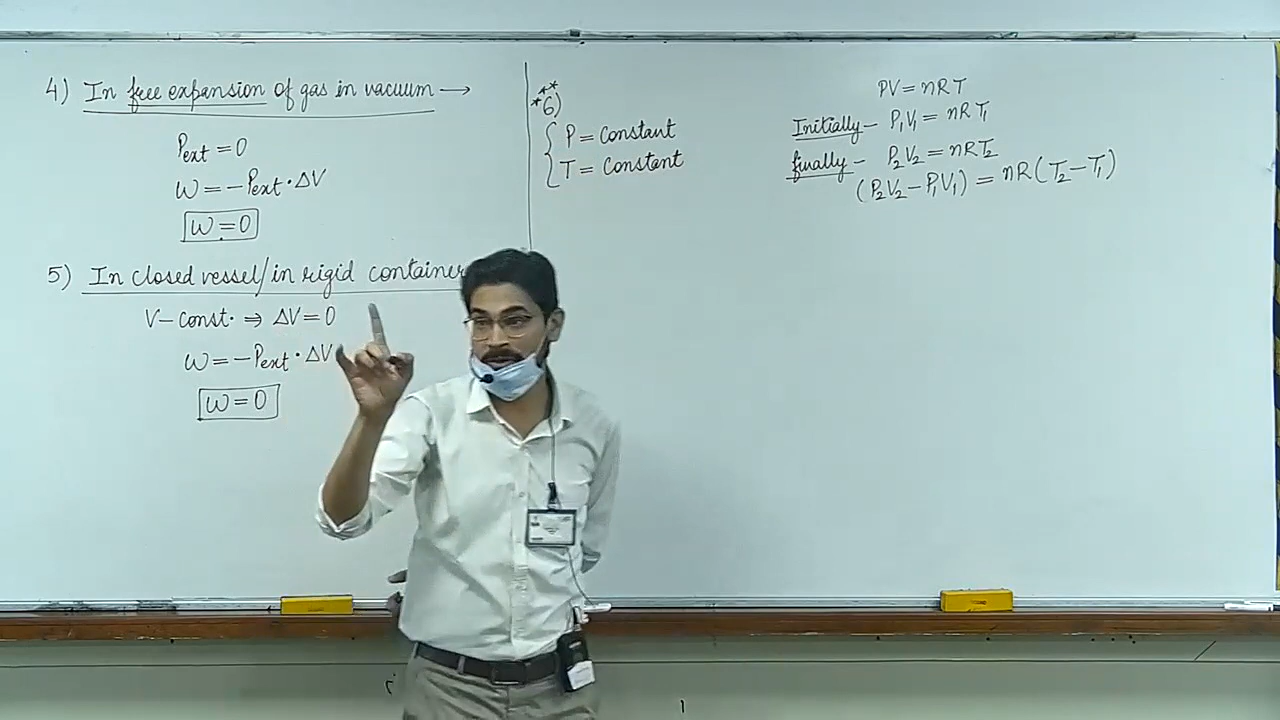 4) In free expansion of gas in vacuum →
Pext = 0
W = -Pext · ΔV
W = 0
5) In closed vessel/in rigid container
V - const. ⇒ ΔV = 0
W = -Pext · ΔV
W = 0
***6)
{ P = Constant
T = Constant
PV = nRT
Initially - P₁V₁ = nRT₁
finally - P₂V₂ = nRT₂
(P₂V₂ - P₁V₁) = nR(T₂ - T₁)